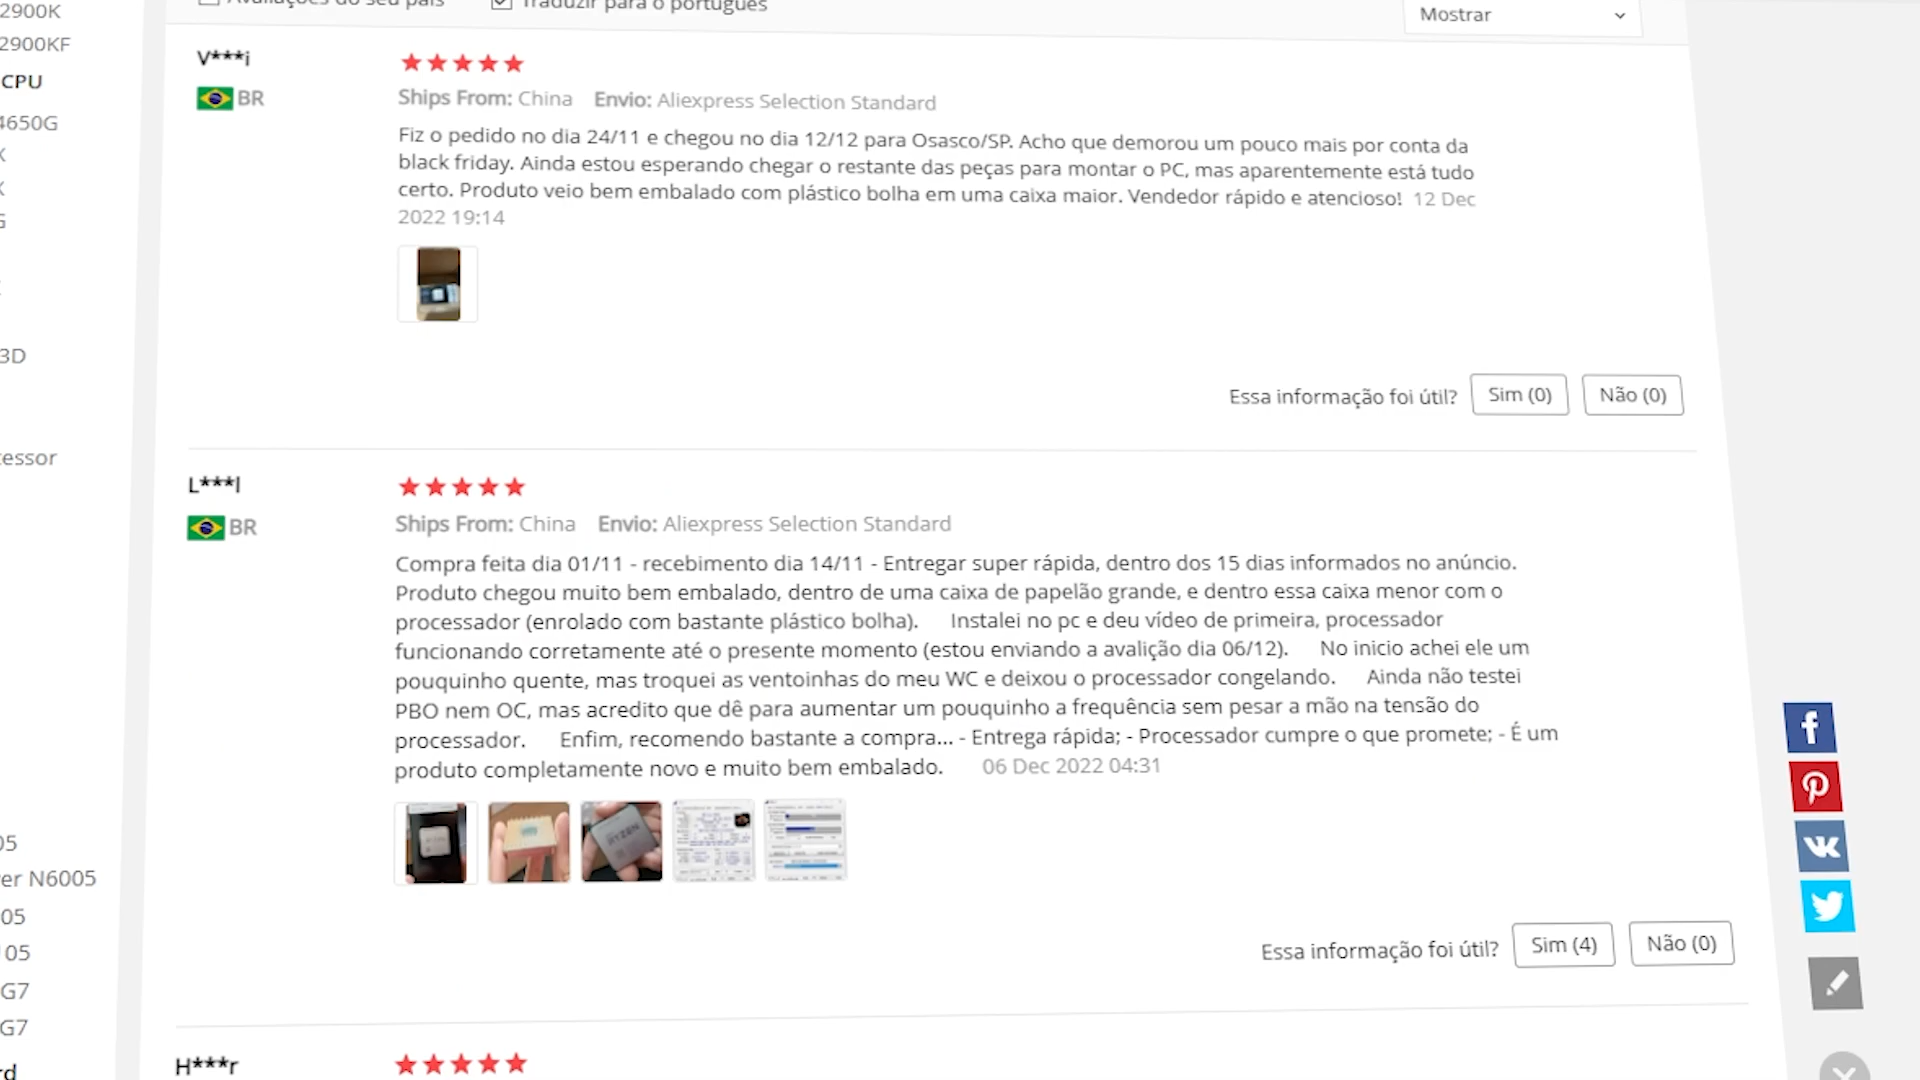 2900K
2900KF
CPU
4650G
3D
er N6005
05
G7
G7
Avaliações do seu país
Traduzir para o português
Mostrar
V***i
BR
Ships From: China Envio: Aliexpress Selection Standard
Fiz o pedido no dia 24/11 e chegou no dia 12/12 para Osasco/SP. Acho que demorou um pouco mais por conta da
black friday. Ainda estou esperando chegar o restante das peças para montar o PC, mas aparentemente está tudo
certo. Produto veio bem embalado com plástico bolha em uma caixa maior. Vendedor rápido e atencioso! 12 Dec
2022 19:14
Essa informação foi útil? Sim (0) Não (0)
L***l
BR
Ships From: China Envio: Aliexpress Selection Standard
Compra feita dia 01/11 - recebimento dia 14/11 - Entregar super rápida, dentro dos 15 dias informados no anúncio.
Produto chegou muito bem embalado, dentro de uma caixa de papelão grande, e dentro essa caixa menor com o
processador (enrolado com bastante plástico bolha). Instalei no pc e deu vídeo de primeira, processador
funcionando corretamente até o presente momento (estou enviando a avalição dia 06/12). No inicio achei ele um
pouquinho quente, mas troquei as ventoinhas do meu WC e deixou o processador congelando. Ainda não testei
PBO nem OC, mas acredito que dê para aumentar um pouquinho a frequência sem pesar a mão na tensão do
processador. Enfim, recomendo bastante a compra... - Entrega rápida; - Processador cumpre o que promete; - É um
produto completamente novo e muito bem embalado. 06 Dec 2022 04:31
RYZEN
Essa informação foi útil? Sim (4) Não (0)
H***r